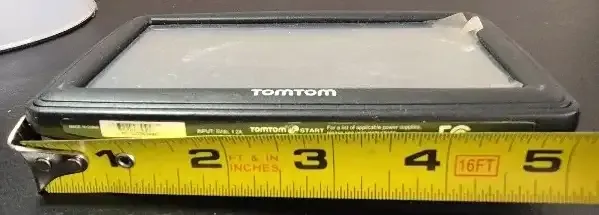 TOMTOM
INPUT: 5Vdc, 1.2A TOMTOM START For a list of applicable power supplies,
1 2 FT & IN INCHES 3 4 16FT 5